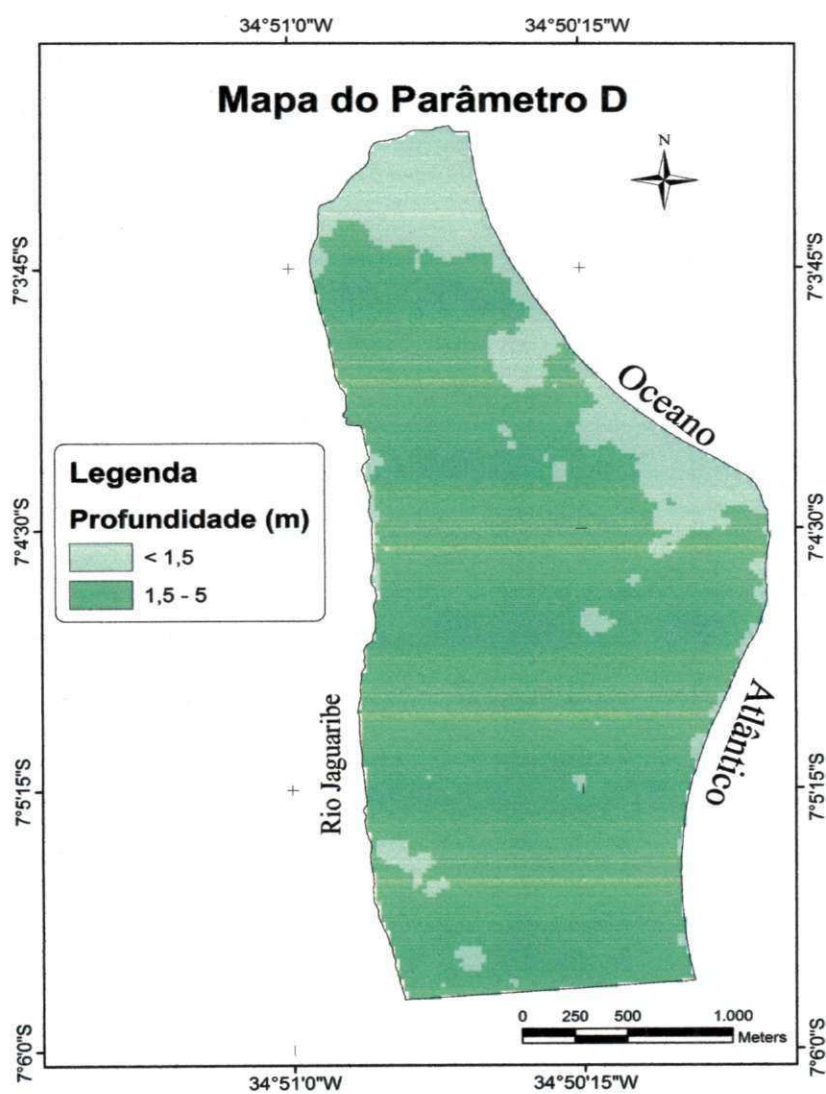 34°51'0"W 34°50'15"W
Mapa do Parâmetro D
N
7°3'45"S 7°3'45"S
Oceano
Legenda
Profundidade (m)
< 1,5
1,5 - 5
7°4'30"S 7°4'30"S
Rio Jaguaribe
Atlântico
7°5'15"S 7°5'15"S
0 250 500 1.000
Meters
7°6'0"S 7°6'0"S
34°51'0"W 34°50'15"W